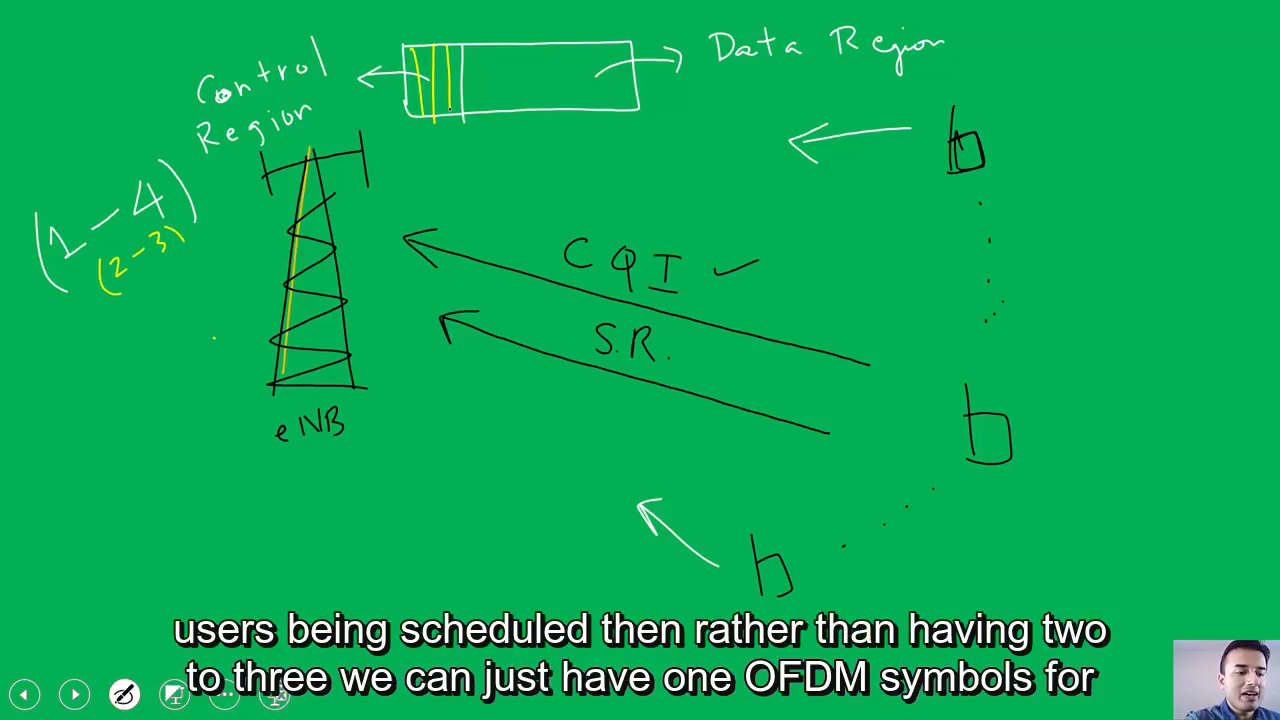 Data Region
Control
Region
(1-4)
(2-3)
CQI
S.R.
eNB
users being scheduled then rather than having two
to three we can just have one OFDM symbols for